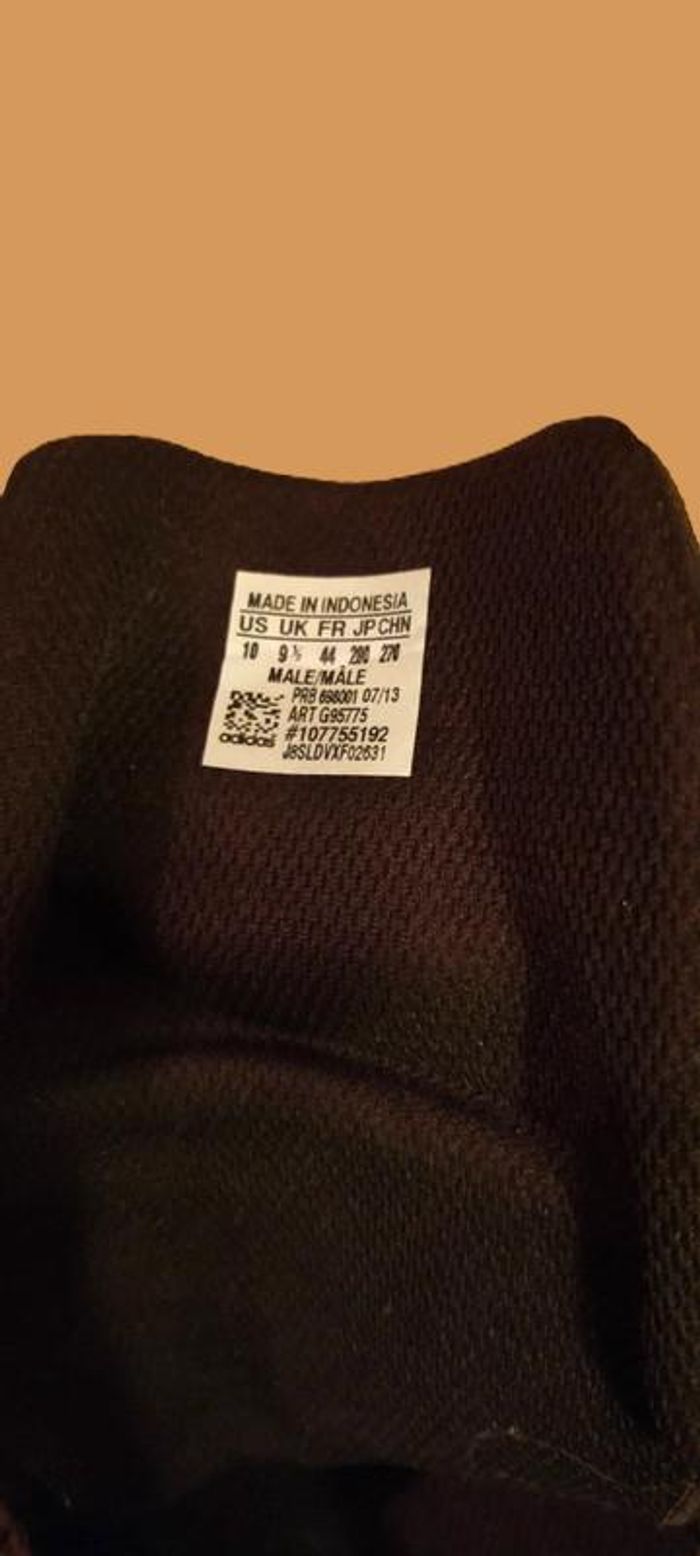 MADE IN INDONESIA
US UK FR JP CHN
10 9½ 44 280 270
MALE/MÂLE
PRB 698001 07/13
ART G95775
#107755192
adidas J8SLDVXF02631